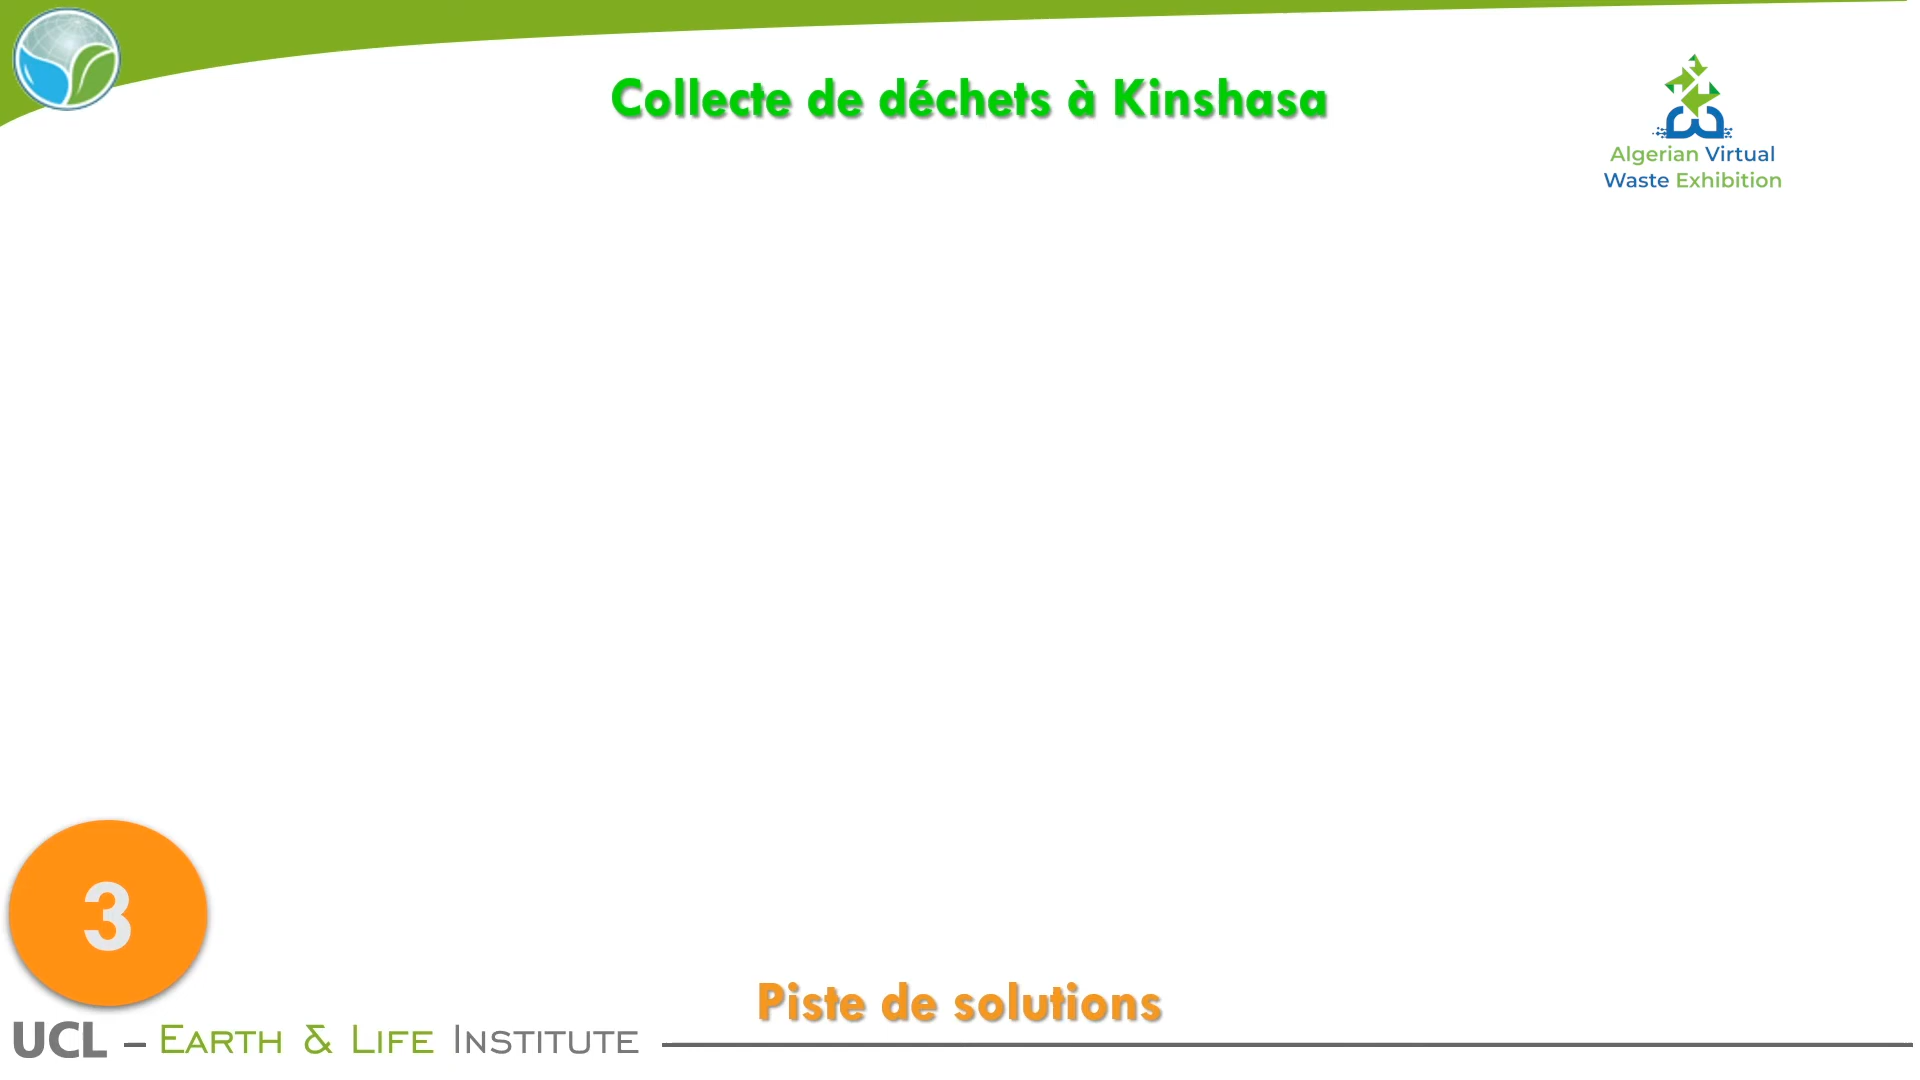 Collecte de déchets à Kinshasa
Algerian Virtual
Waste Exhibition
3
Piste de solutions
UCL – EARTH & LIFE INSTITUTE